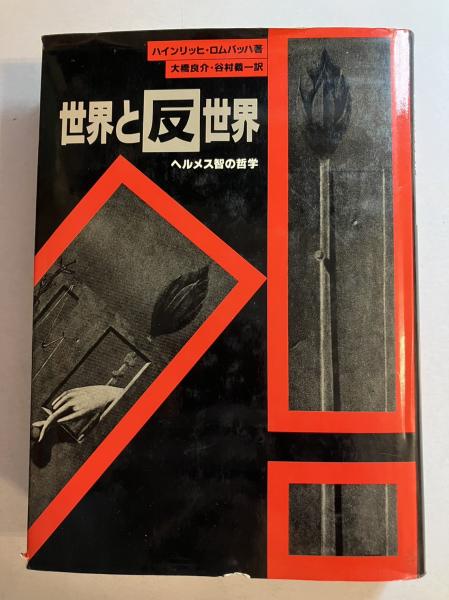 ハインリッヒ・ロムバッハ著
大橋良介・谷村義一訳
世界と反世界
ヘルメス智の哲学